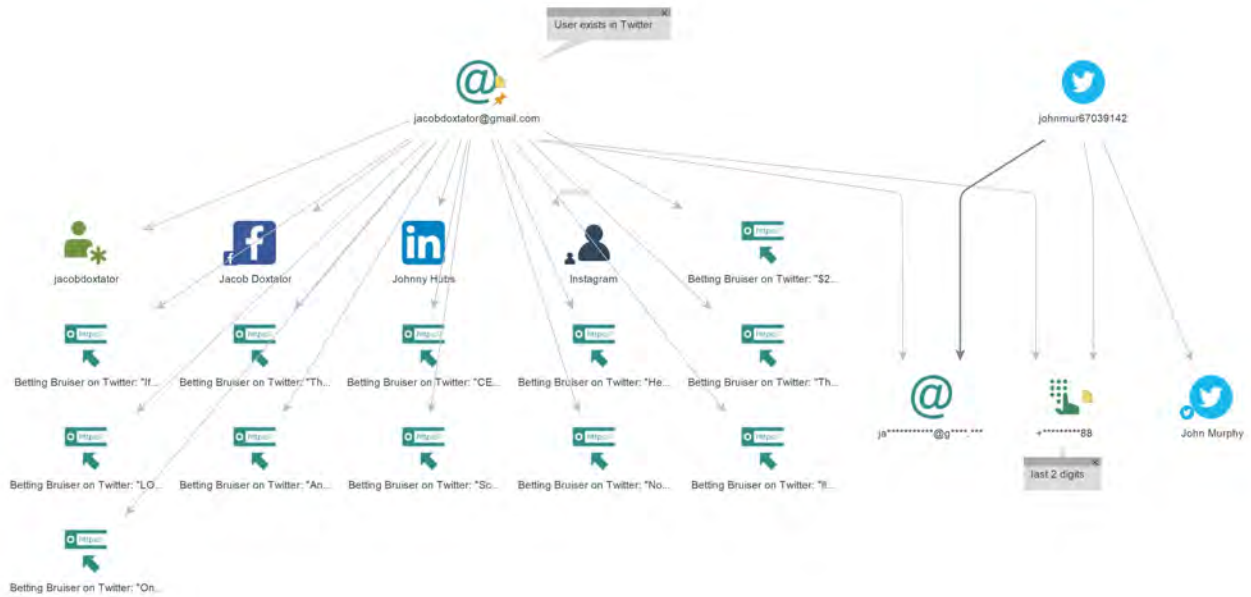 User exists in Twitter
jacobdoxtator@gmail.com
johnmur67039142
jacobdoxtator
Jacob Doxtator
Johnny Hubs
Instagram
Betting Bruiser on Twitter: "$2...
Betting Bruiser on Twitter: "If...
Betting Bruiser on Twitter: "Th...
Betting Bruiser on Twitter: "CE...
Betting Bruiser on Twitter: "He...
Betting Bruiser on Twitter: "Th...
ja***********@g****.***
+*********88
John Murphy
last 2 digits
Betting Bruiser on Twitter: "LO...
Betting Bruiser on Twitter: "An...
Betting Bruiser on Twitter: "Sc...
Betting Bruiser on Twitter: "No...
Betting Bruiser on Twitter: "If...
Betting Bruiser on Twitter: "On...